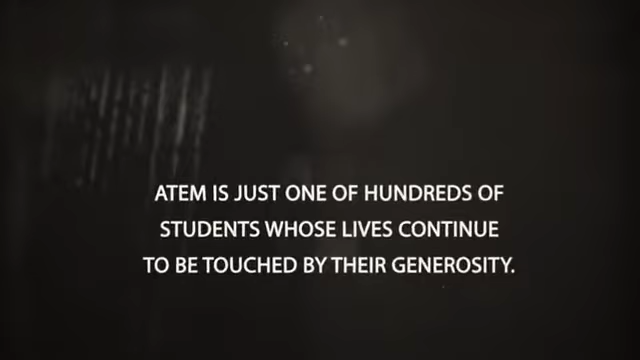 ATEM IS JUST ONE OF HUNDREDS OF
STUDENTS WHOSE LIVES CONTINUE
TO BE TOUCHED BY THEIR GENEROSITY.